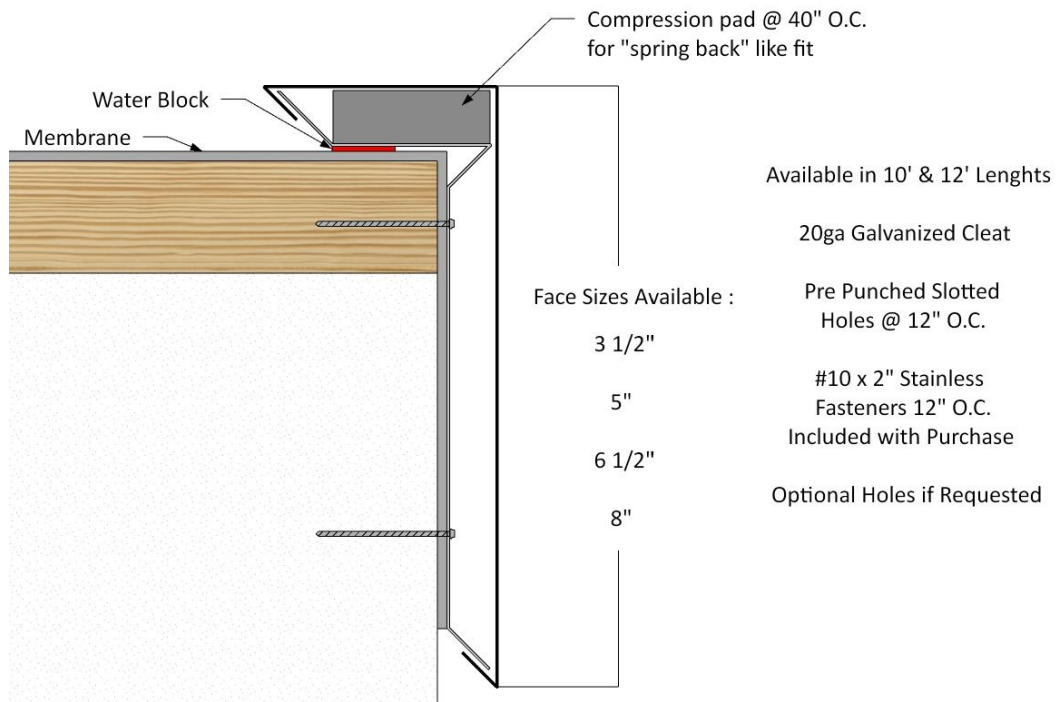 Compression pad @ 40" O.C.
for "spring back" like fit
Water Block
Membrane
Face Sizes Available :
3 1/2"
5"
6 1/2"
8"
Available in 10' & 12' Lenghts
20ga Galvanized Cleat
Pre Punched Slotted
Holes @ 12" O.C.
#10 x 2" Stainless
Fasteners 12" O.C.
Included with Purchase
Optional Holes if Requested